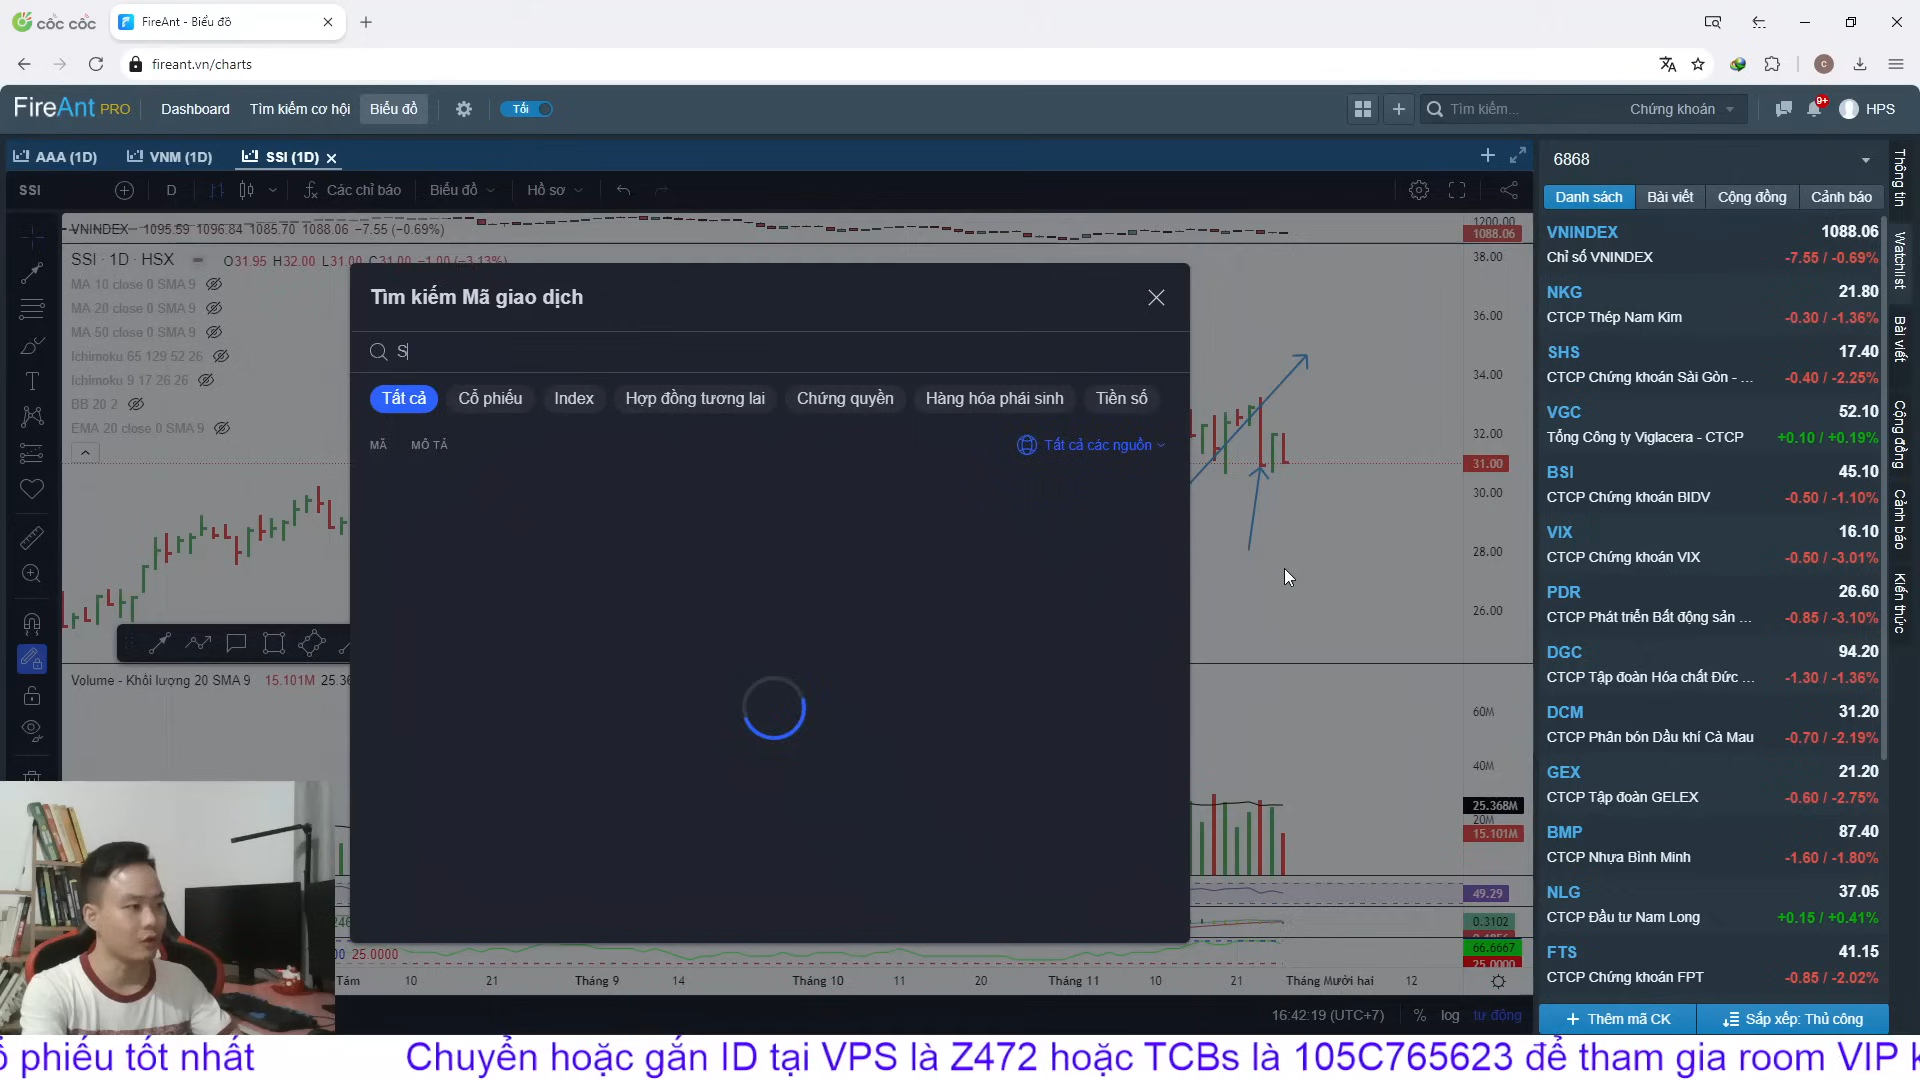 cốc cốc
FireAnt - Biểu đồ
fireant.vn/charts
FireAnt PRO
Dashboard
Tìm kiếm cơ hội
Biểu đồ
Tối
Tìm kiếm...
Chứng khoán
9+
HPS
AAA (1D)
VNM (1D)
SSI (1D)
SSI
D
Các chỉ báo
Biểu đồ
Hồ sơ
VNINDEX 1095.59 1096.84 1085.70 1088.06 −7.55 (−0.69%)
SSI · 1D · HSX
O31.95 H32.00 L31.00 C31.00 −1.00 (−3.13%)
MA 10 close 0 SMA 9
MA 20 close 0 SMA 9
MA 50 close 0 SMA 9
Ichimoku 65 129 52 26
Ichimoku 9 17 26 26
BB 20 2
EMA 20 close 0 SMA 9
Volume - Khối lượng 20 SMA 9 15.101M
Tìm kiếm Mã giao dịch
S
Tất cả
Cổ phiếu
Index
Hợp đồng tương lai
Chứng quyền
Hàng hóa phái sinh
Tiền số
MÃ
MÔ TẢ
Tất cả các nguồn
1200.00
1088.06
38.00
36.00
34.00
32.00
31.00
30.00
28.00
26.00
60M
40M
25.368M
20M
15.101M
49.29
0.3102
66.6667
25.0000
25.0000
Tám
10
21
Tháng 9
14
Tháng 10
11
20
Tháng 11
10
21
Tháng Mười hai
12
16:42:19 (UTC+7)
%
log
tự động
6868
Danh sách
Bài viết
Cộng đồng
Cảnh báo
VNINDEX 1088.06
Chỉ số VNINDEX -7.55 / -0.69%
NKG 21.80
CTCP Thép Nam Kim -0.30 / -1.36%
SHS 17.40
CTCP Chứng khoán Sài Gòn - ... -0.40 / -2.25%
VGC 52.10
Tổng Công ty Viglacera - CTCP +0.10 / +0.19%
BSI 45.10
CTCP Chứng khoán BIDV -0.50 / -1.10%
VIX 16.10
CTCP Chứng khoán VIX -0.50 / -3.01%
PDR 26.60
CTCP Phát triển Bất động sản ... -0.85 / -3.10%
DGC 94.20
CTCP Tập đoàn Hóa chất Đức ... -1.30 / -1.36%
DCM 31.20
CTCP Phân bón Dầu khí Cà Mau -0.70 / -2.19%
GEX 21.20
CTCP Tập đoàn GELEX -0.60 / -2.75%
BMP 87.40
CTCP Nhựa Bình Minh -1.60 / -1.80%
NLG 37.05
CTCP Đầu tư Nam Long +0.15 / +0.41%
FTS 41.15
CTCP Chứng khoán FPT -0.85 / -2.02%
Thêm mã CK
Sắp xếp: Thủ công
Thông tin
Watchlist
Bài viết
Cộng đồng
Cảnh báo
Kiến thức
phiếu tốt nhất
Chuyển hoặc gắn ID tại VPS là Z472 hoặc TCBs là 105C765623 để tham gia room VIP